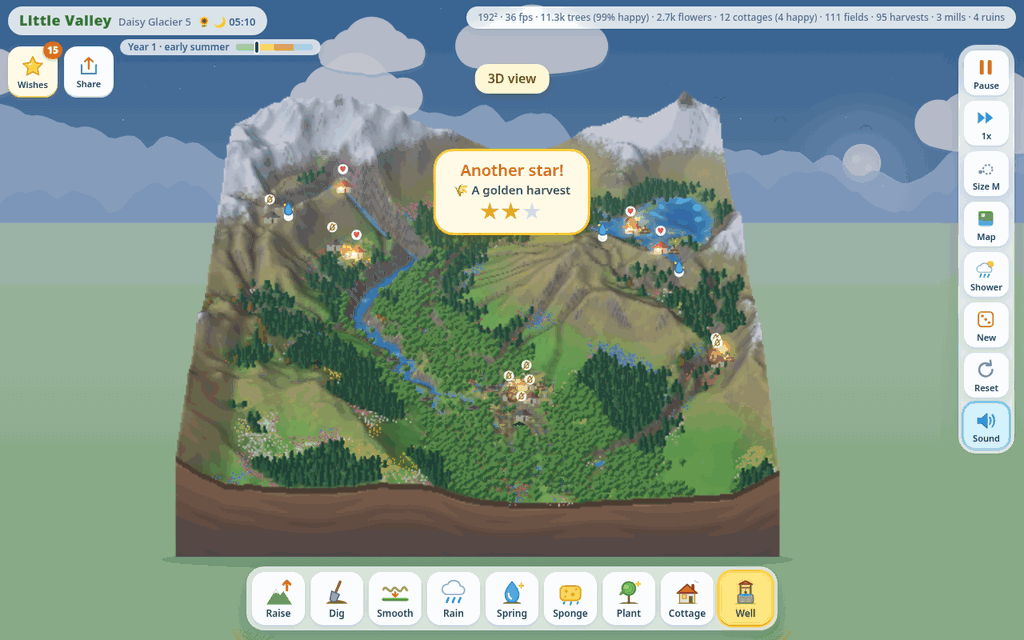 Little Valley Daisy Glacier 5 05:10
192² · 36 fps · 11.3k trees (99% happy) · 2.7k flowers · 12 cottages (4 happy) · 111 fields · 95 harvests · 3 mills · 4 ruins
Year 1 · early summer
15
Wishes
Share
3D view
Another star!
A golden harvest
Pause
1x
Size M
Map
Shower
New
Reset
Sound
Raise
Dig
Smooth
Rain
Spring
Sponge
Plant
Cottage
Well